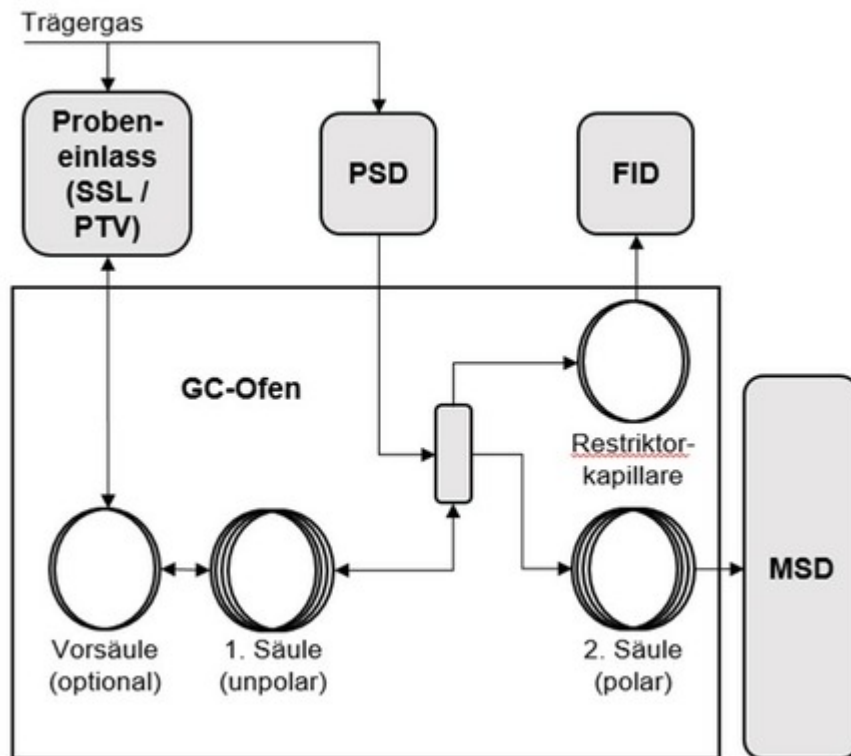 Trägergas
Proben-
einlass
(SSL /
PTV)
PSD
FID
GC-Ofen
Restriktor-
kapillare
Vorsäule
(optional)
1. Säule
(unpolar)
2. Säule
(polar)
MSD